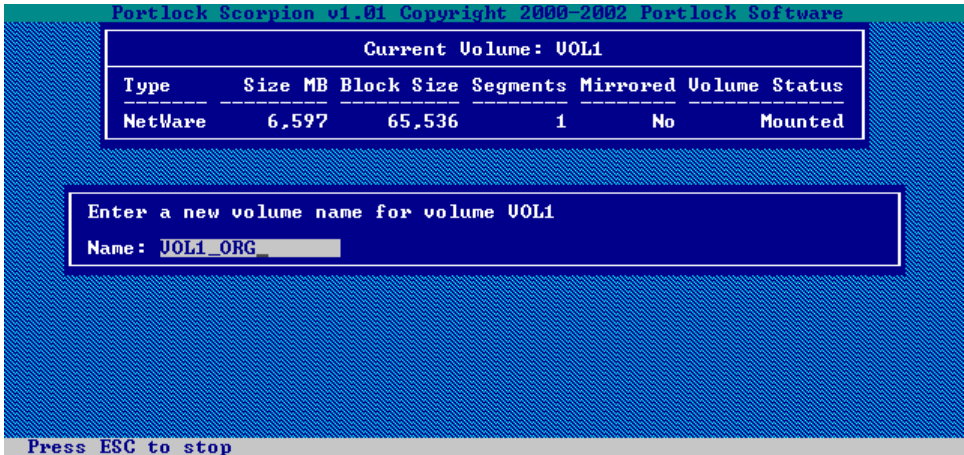 Portlock Scorpion v1.01 Copyright 2000-2002 Portlock Software
Current Volume: VOL1
Type Size MB Block Size Segments Mirrored Volume Status
NetWare 6,597 65,536 1 No Mounted
Enter a new volume name for volume VOL1
Name: VOL1_ORG_
Press ESC to stop